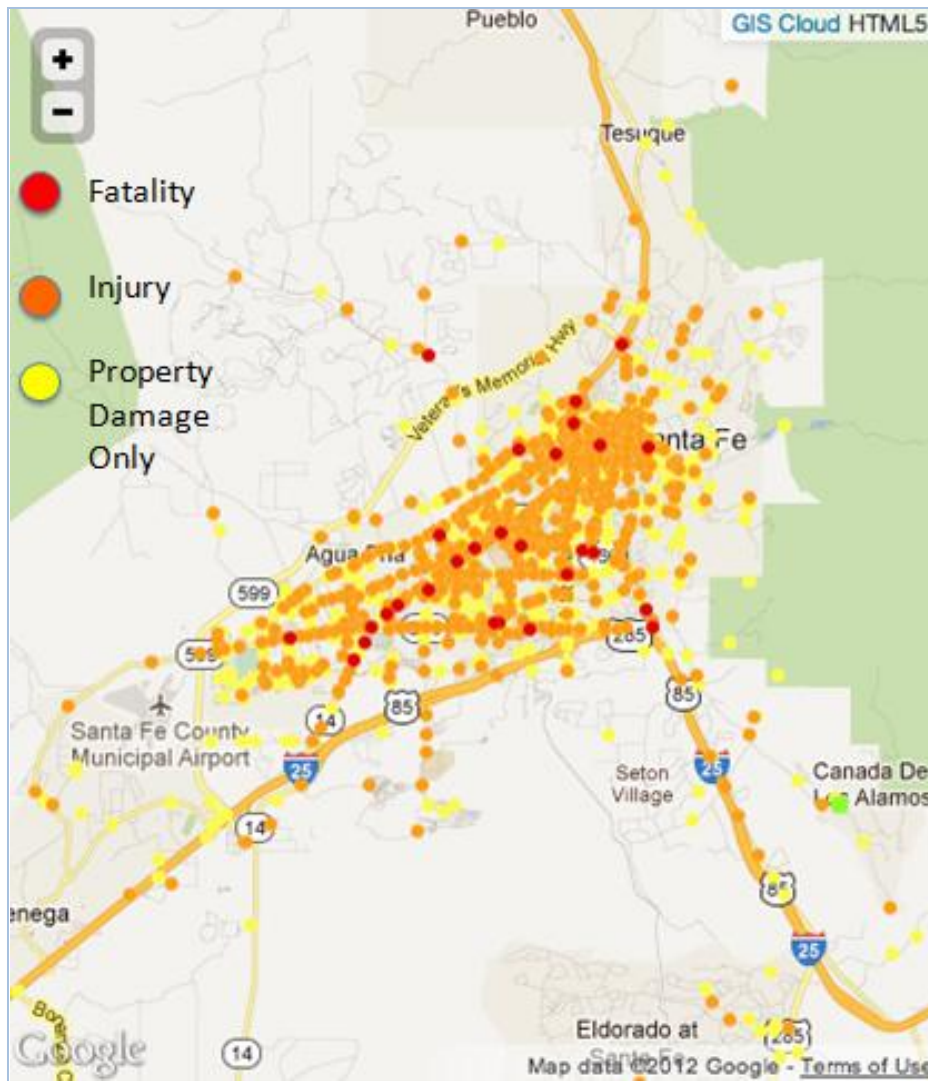 Pueblo
GIS Cloud HTML5
+
−
Tesuque
Fatality
Injury
Veteran's Memorial Hwy
Property
Damage
Only
Santa Fe
Agua Fria
599
599
285
14
85
85
Santa Fe County
Municipal Airport
25
25
Seton
Village
Canada De
Los Alamos
14
85
enega
25
Eldorado at
Santa Fe
285
Google
14
Map data ©2012 Google - Terms of Use